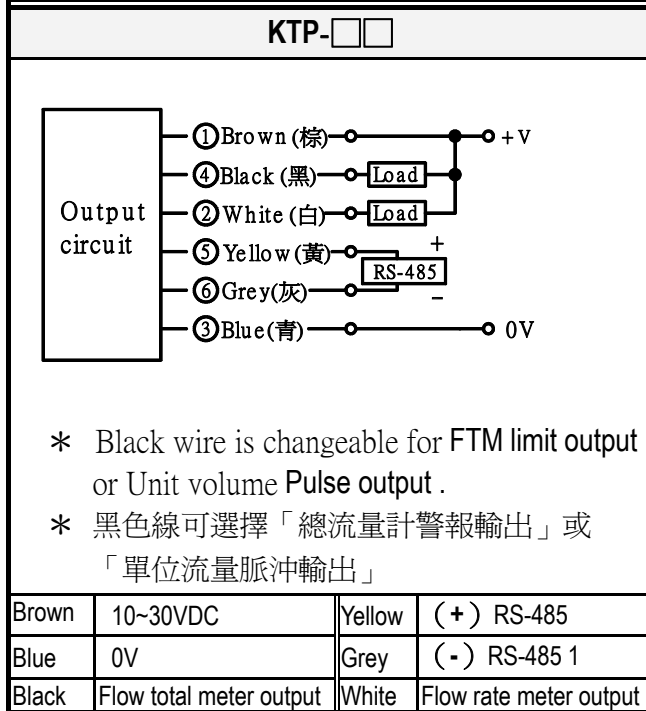 KTP-□□
①Brown (棕) +V
④Black (黑) Load
Output circuit
②White (白) Load
⑤Yellow (黃) +
RS-485
⑥Grey(灰) −
③Blue(青) 0V
* Black wire is changeable for FTM limit output
or Unit volume Pulse output .
* 黑色線可選擇「總流量計警報輸出」或
「單位流量脈沖輸出」
Brown 10~30VDC Yellow (+) RS-485
Blue 0V Grey (-) RS-485 1
Black Flow total meter output White Flow rate meter output